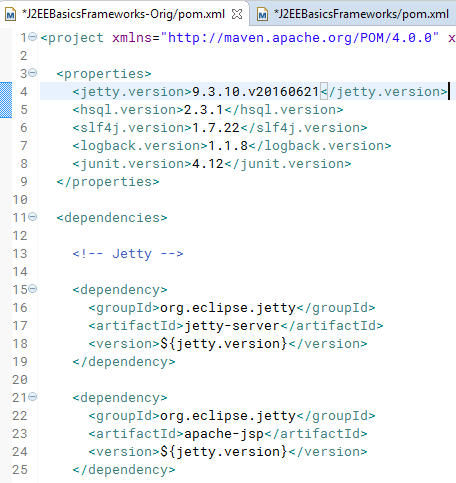 *J2EEBasicsFrameworks-Orig/pom.xml *J2EEBasicsFrameworks/pom.xml
1 <project xmlns="http://maven.apache.org/POM/4.0.0" x
2
3 <properties>
4 <jetty.version>9.3.10.v20160621</jetty.version>
5 <hsql.version>2.3.1</hsql.version>
6 <slf4j.version>1.7.22</slf4j.version>
7 <logback.version>1.1.8</logback.version>
8 <junit.version>4.12</junit.version>
9 </properties>
10
11 <dependencies>
12
13 <!-- Jetty -->
14
15 <dependency>
16 <groupId>org.eclipse.jetty</groupId>
17 <artifactId>jetty-server</artifactId>
18 <version>${jetty.version}</version>
19 </dependency>
20
21 <dependency>
22 <groupId>org.eclipse.jetty</groupId>
23 <artifactId>apache-jsp</artifactId>
24 <version>${jetty.version}</version>
25 </dependency>